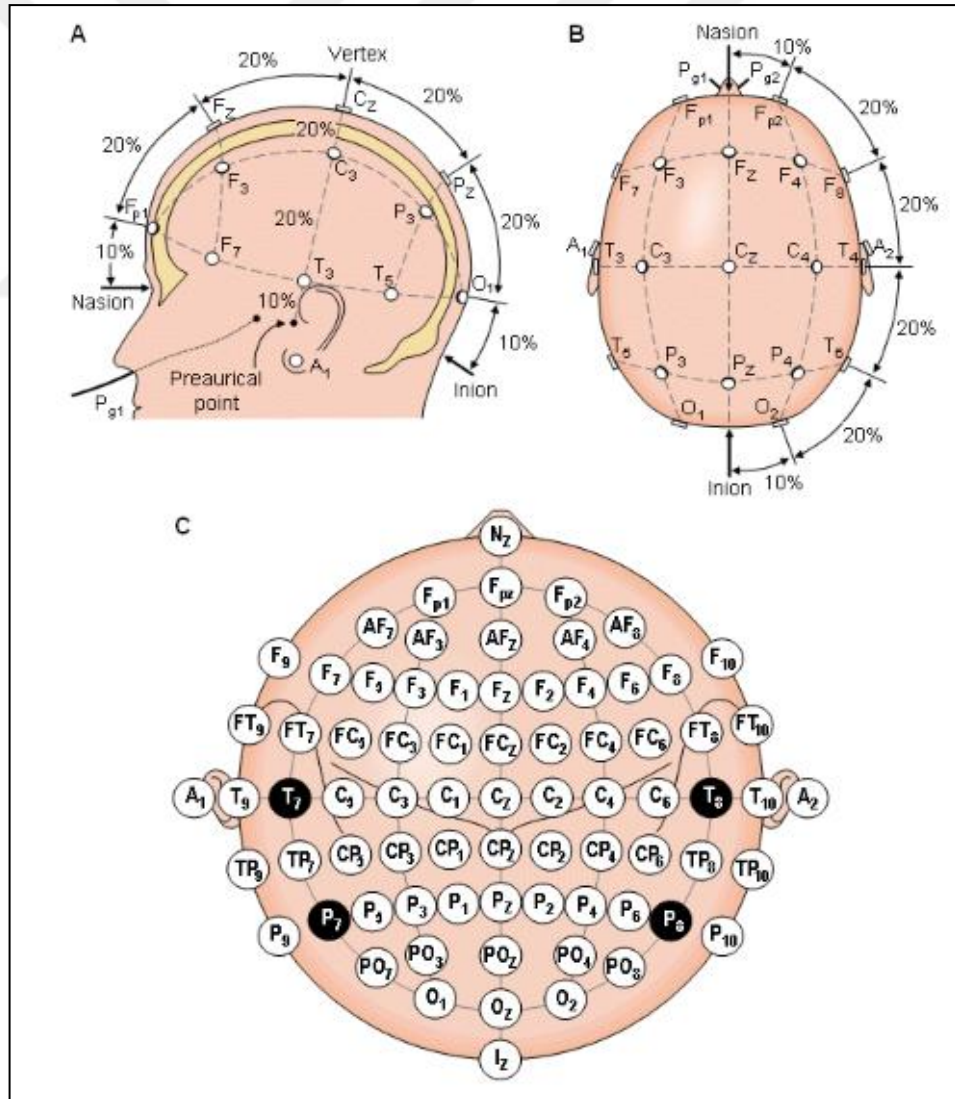 A
Vertex
20%
20%
Fz
Cz
20%
20%
20%
F3
C3
Pz
Fp1
20%
P3
20%
10%
F7
T3
T5
O1
Nasion
10%
10%
A1
Preaurical
point
Inion
Pg1
B
Nasion
10%
Pg1
Pg2
Fp1
Fp2
20%
F7
F3
Fz
F4
F8
A1
T3
C3
Cz
C4
T4
A2
20%
T5
P3
Pz
P4
T6
O1
O2
20%
10%
Inion
C
Nz
Fp1 Fpz Fp2
AF7 AF3 AFz AF4 AF8
F9 F7 F5 F3 F1 Fz F2 F4 F6 F8 F10
FT9 FT7 FC5 FC3 FC1 FCz FC2 FC4 FC6 FT8 FT10
A1 T9 T7 C5 C3 C1 Cz C2 C4 C6 T8 T10 A2
TP9 TP7 CP5 CP3 CP1 CPz CP2 CP4 CP6 TP8 TP10
P9 P7 P5 P3 P1 Pz P2 P4 P6 P8 P10
PO7 PO3 POz PO4 PO8
O1 Oz O2
Iz